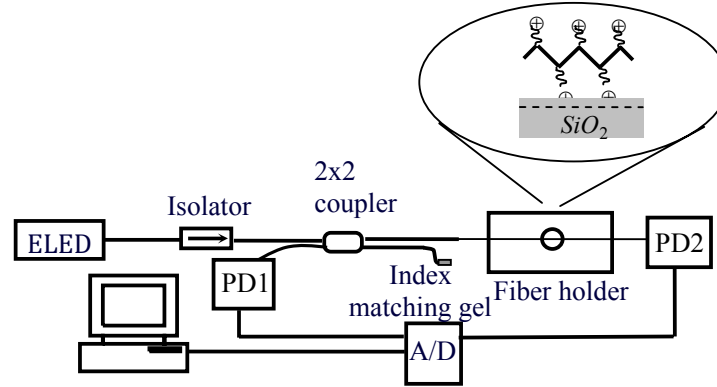 SiO2
2x2
coupler
Isolator
ELED
PD2
PD1
Index
matching gel
Fiber holder
A/D